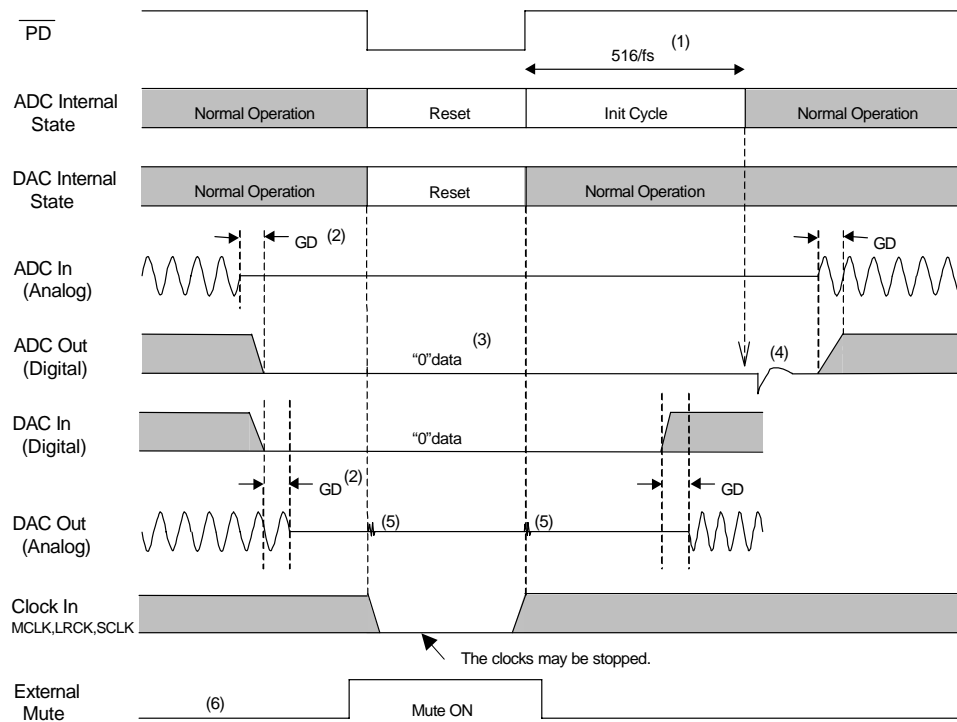 PD
(1)
516/fs
ADC Internal
State
Normal Operation
Reset
Init Cycle
Normal Operation
DAC Internal
State
Normal Operation
Reset
Normal Operation
GD (2)
GD
ADC In
(Analog)
ADC Out
(Digital)
(3)
“0”data
(4)
DAC In
(Digital)
“0”data
GD (2)
GD
DAC Out
(Analog)
(5)
(5)
Clock In
MCLK,LRCK,SCLK
The clocks may be stopped.
External
Mute
(6)
Mute ON